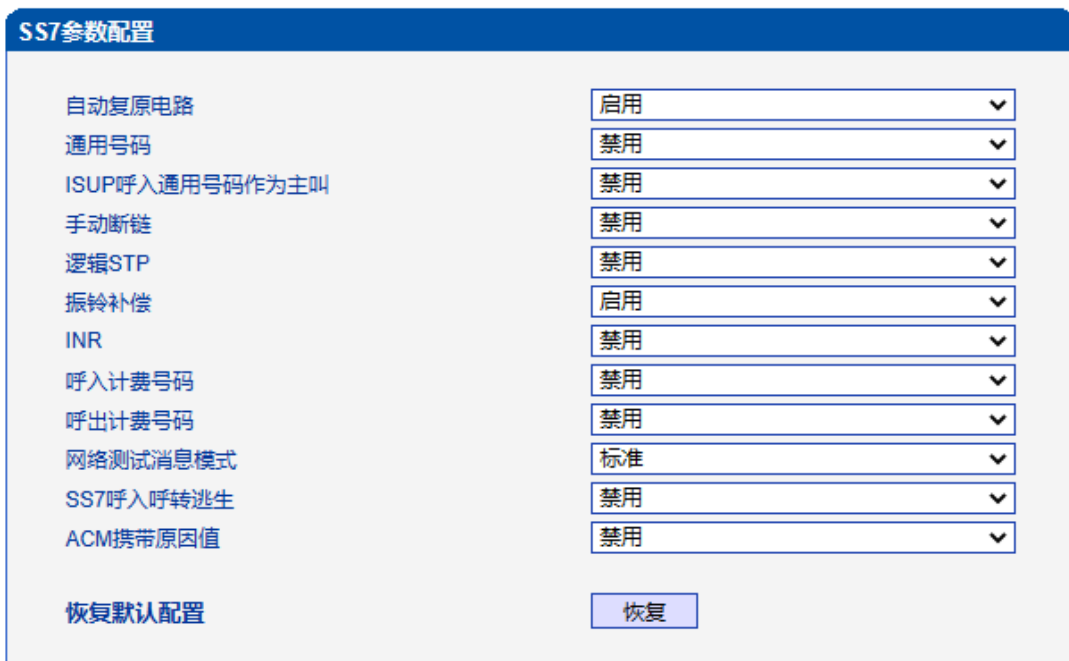 SS7参数配置
自动复原电路 启用
通用号码 禁用
ISUP呼入通用号码作为主叫 禁用
手动断链 禁用
逻辑STP 禁用
振铃补偿 启用
INR 禁用
呼入计费号码 禁用
呼出计费号码 禁用
网络测试消息模式 标准
SS7呼入呼转逃生 禁用
ACM携带原因值 禁用
恢复默认配置 恢复